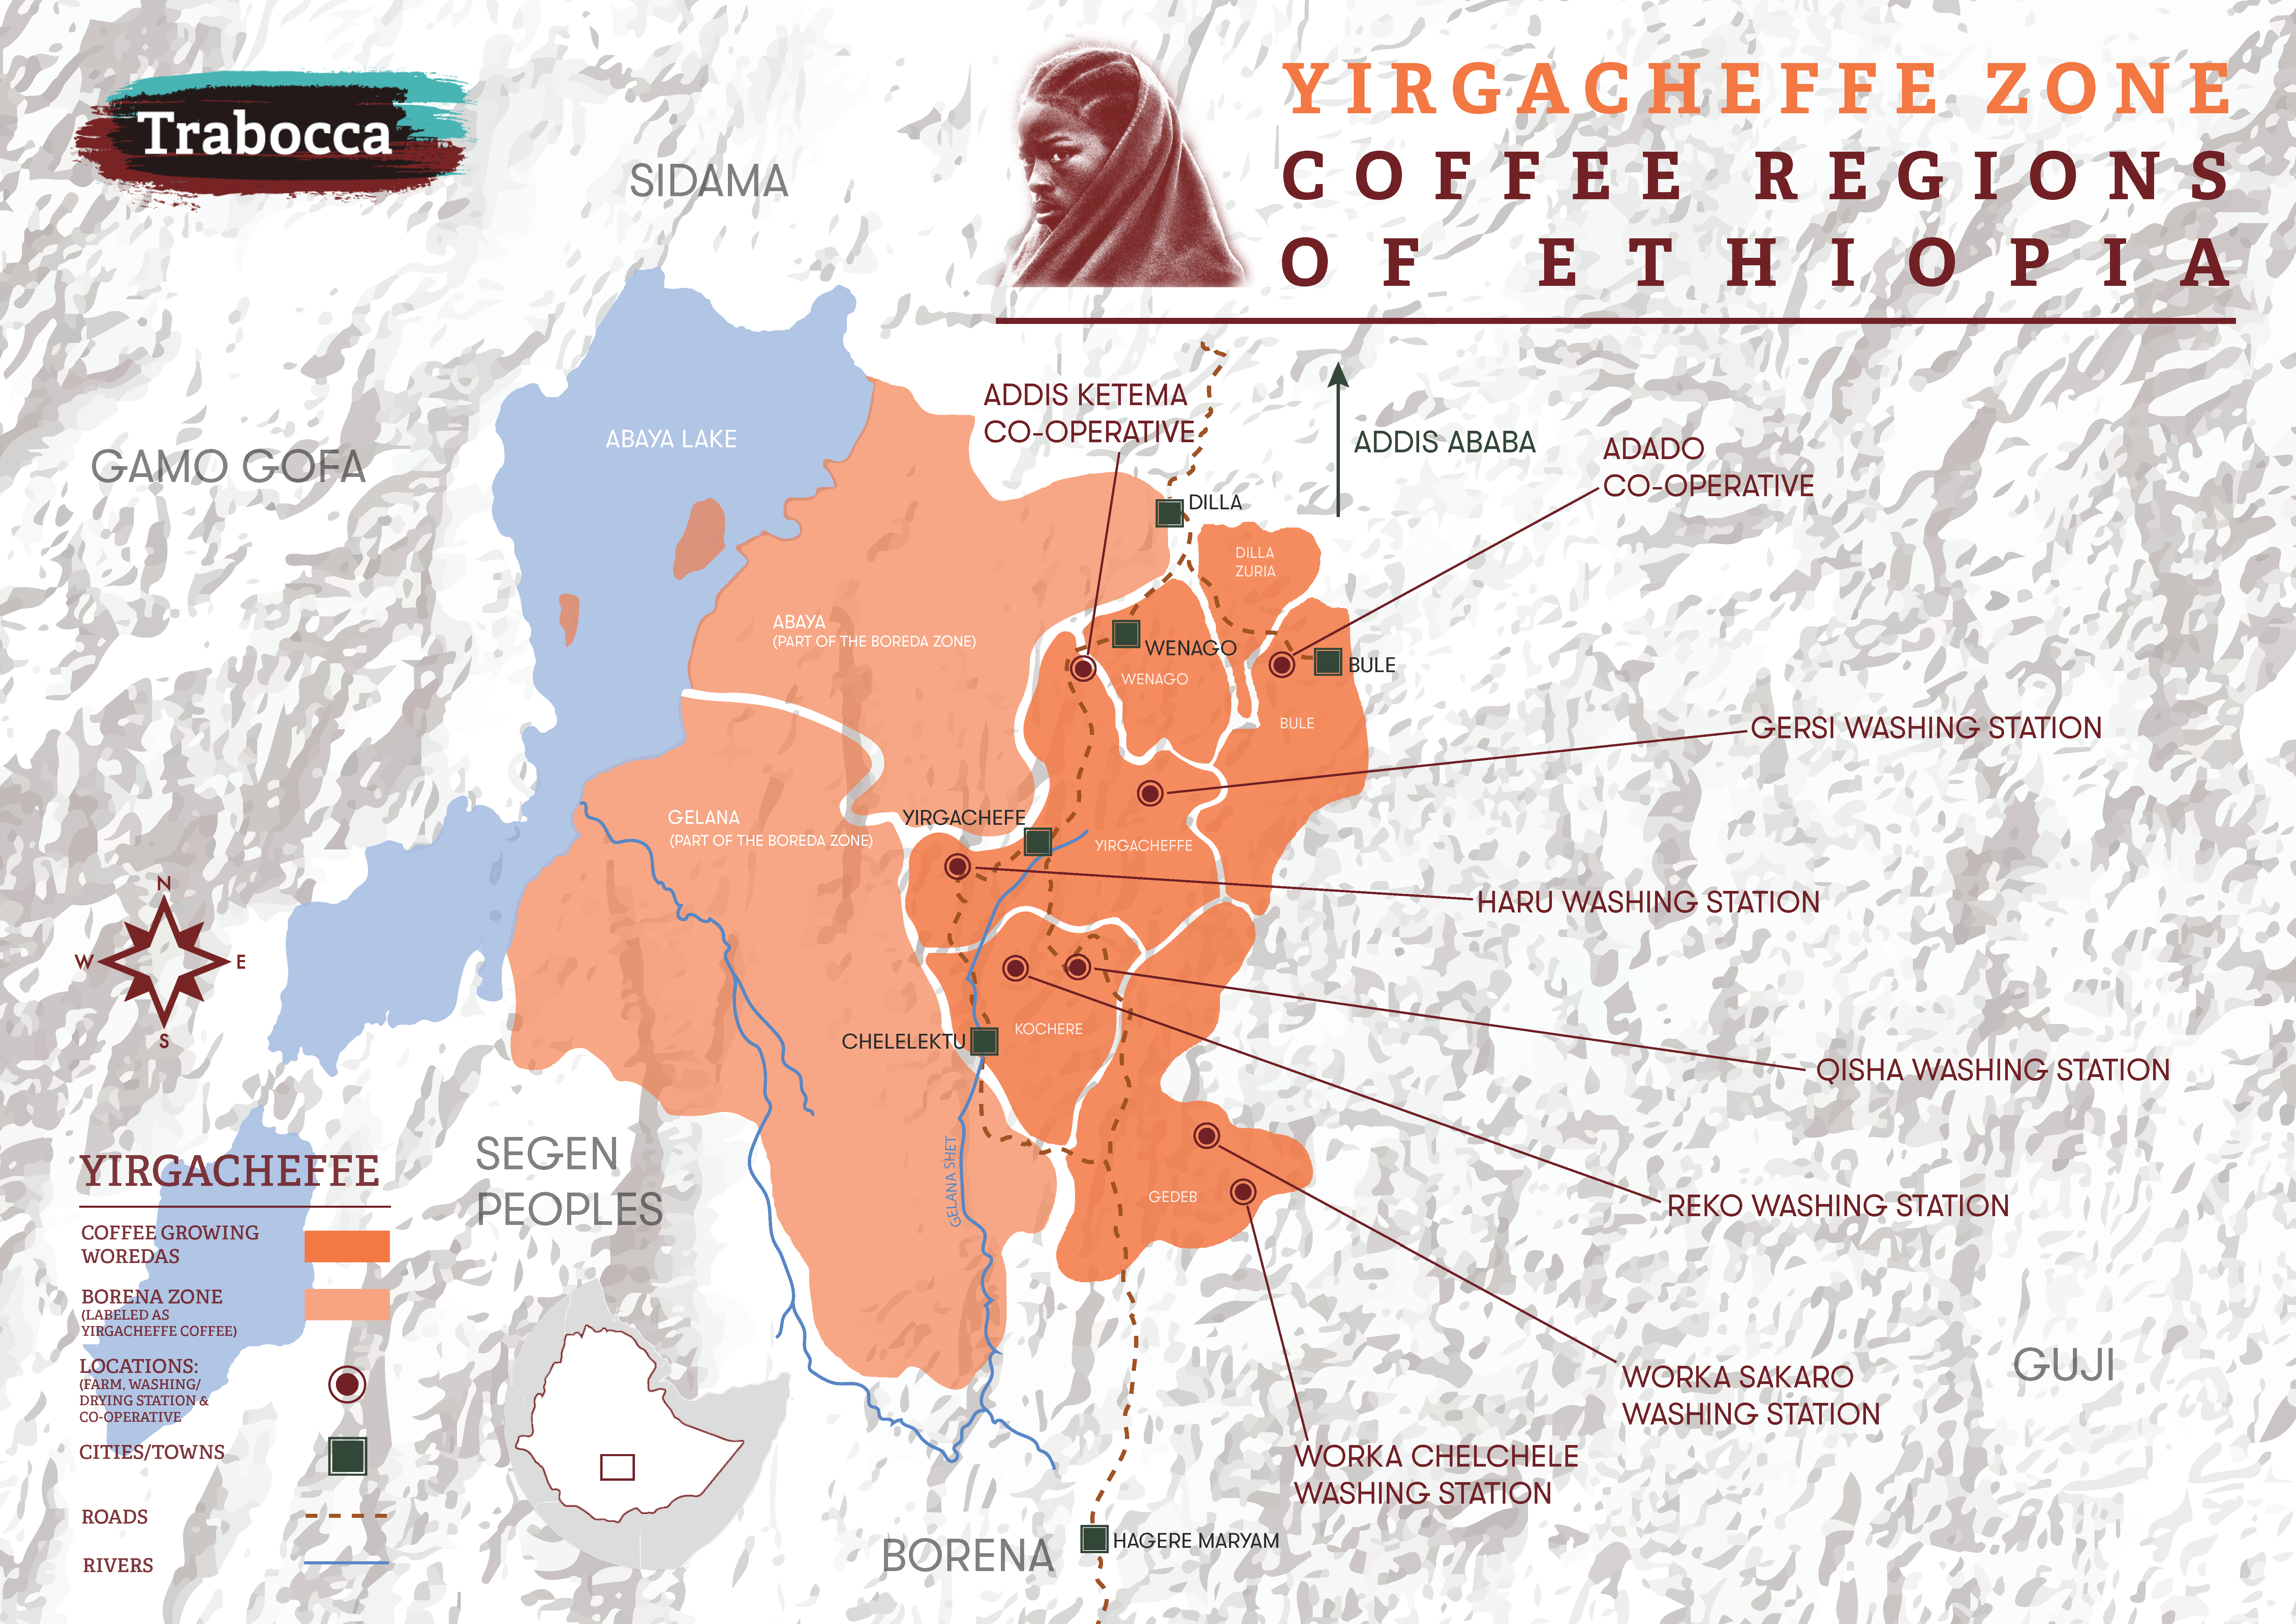 Trabocca
YIRGACHEFFE ZONE
COFFEE REGIONS
OF ETHIOPIA
SIDAMA
GAMO GOFA
ABAYA LAKE
ADDIS KETEMA
CO-OPERATIVE
ADDIS ABABA
ADADO
CO-OPERATIVE
DILLA
DILLA
ZURIA
ABAYA
(PART OF THE BOREDA ZONE)
WENAGO
WENAGO
BULE
BULE
GERSI WASHING STATION
GELANA
(PART OF THE BOREDA ZONE)
YIRGACHEFE
YIRGACHEFFE
HARU WASHING STATION
N
W
E
S
CHELELEKTU
KOCHERE
QISHA WASHING STATION
SEGEN
PEOPLES
GELANA SHET
GEDEB
REKO WASHING STATION
WORKA SAKARO
WASHING STATION
GUJI
WORKA CHELCHELE
WASHING STATION
BORENA
HAGERE MARYAM
YIRGACHEFFE
COFFEE GROWING
WOREDAS
BORENA ZONE
(LABELED AS
YIRGACHEFFE COFFEE)
LOCATIONS:
(FARM, WASHING/
DRYING STATION &
CO-OPERATIVE
CITIES/TOWNS
ROADS
RIVERS